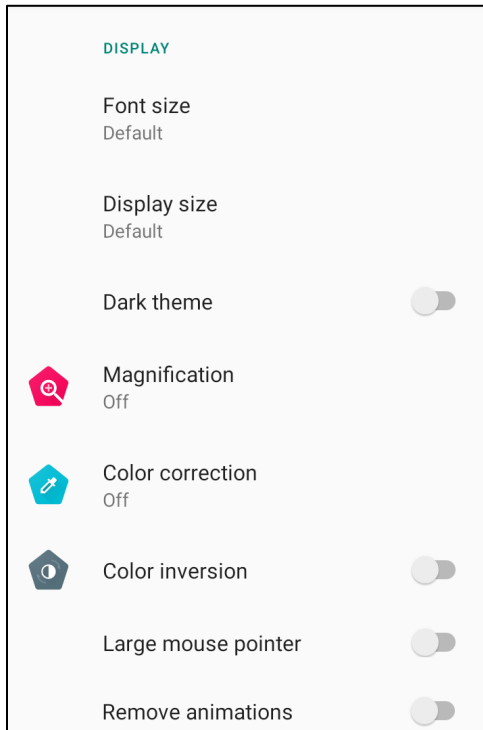 DISPLAY
Font size
Default
Display size
Default
Dark theme
Magnification
Off
Color correction
Off
Color inversion
Large mouse pointer
Remove animations